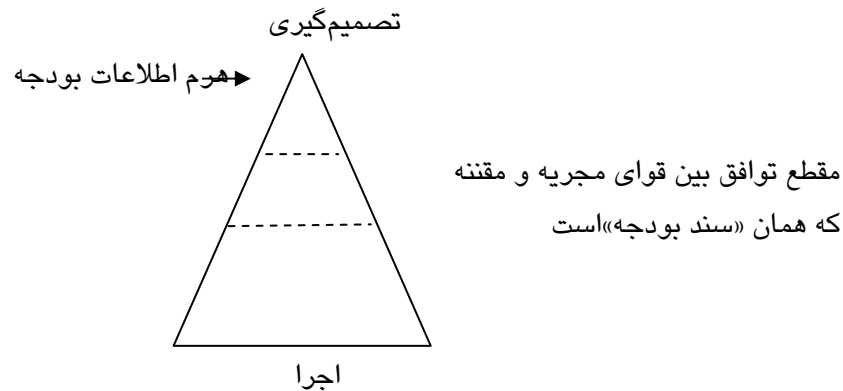 تصمیم‌گیری
هرم اطلاعات بودجه
مقطع توافق بین قوای مجریه و مقننه
که همان «سند بودجه»است
اجرا